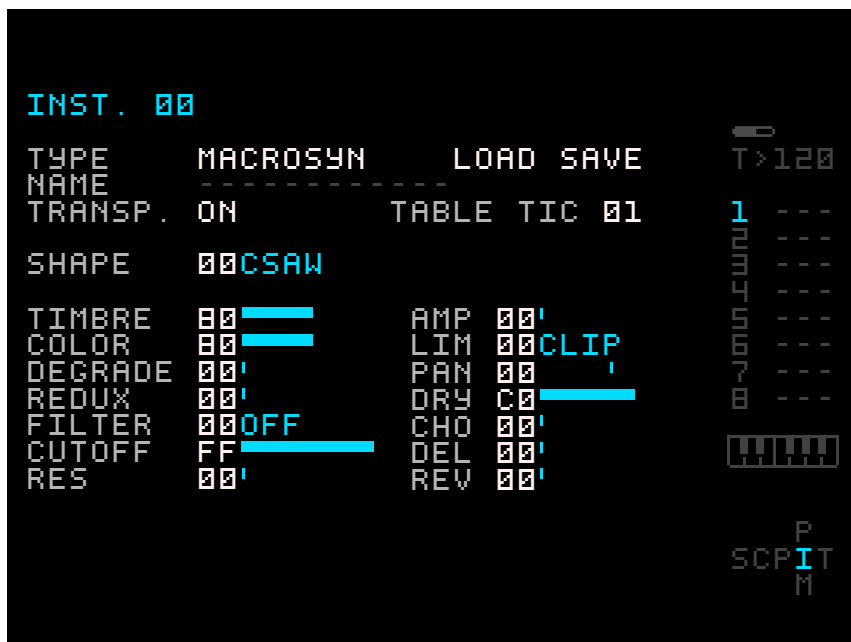 INST. 00
TYPE MACROSYN LOAD SAVE T>120
NAME -------------
TRANSP. ON TABLE TIC 01 1 ---
2 ---
SHAPE 00CSAW 3 ---
4 ---
TIMBRE 80 AMP 00 5 ---
COLOR 80 LIM 00CLIP 6 ---
DEGRADE 00 PAN 00 7 ---
REDUX 00 DRY C0 8 ---
FILTER 00OFF CHO 00
CUTOFF FF DEL 00
RES 00 REV 00
P
SCPIT
M